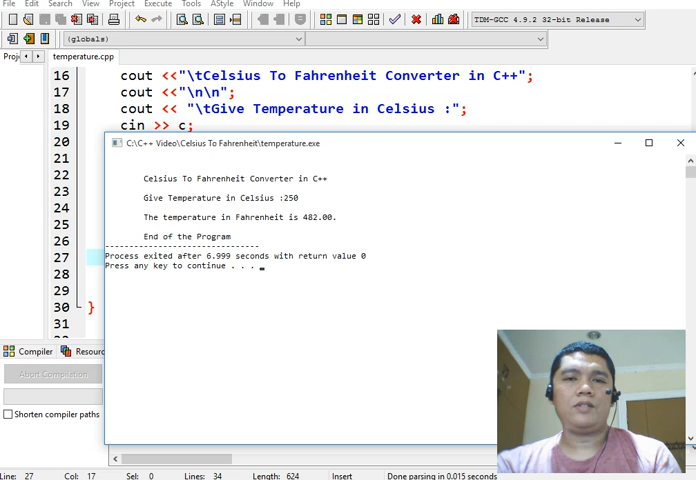 File Edit Search View Project Execute Tools AStyle Window Help
TDM-GCC 4.9.2 32-bit Release
(globals)
Proj
temperature.cpp
16 cout <<"\tCelsius To Fahrenheit Converter in C++";
17 cout <<"\n\n";
18 cout << "\tGive Temperature in Celsius :";
19 cin >> c;
20
21
22
23
24
25
26
27
28
29
30 }
31
C:\C++ Video\Celsius To Fahrenheit\temperature.exe
Celsius To Fahrenheit Converter in C++
Give Temperature in Celsius :250
The temperature in Fahrenheit is 482.00.
End of the Program
--------------------------------
Process exited after 6.999 seconds with return value 0
Press any key to continue . . .
Compiler Resourc
Abort Compilation
Shorten compiler paths
Line: 27 Col: 17 Sel: 0 Lines: 34 Length: 624 Insert Done parsing in 0.015 seconds